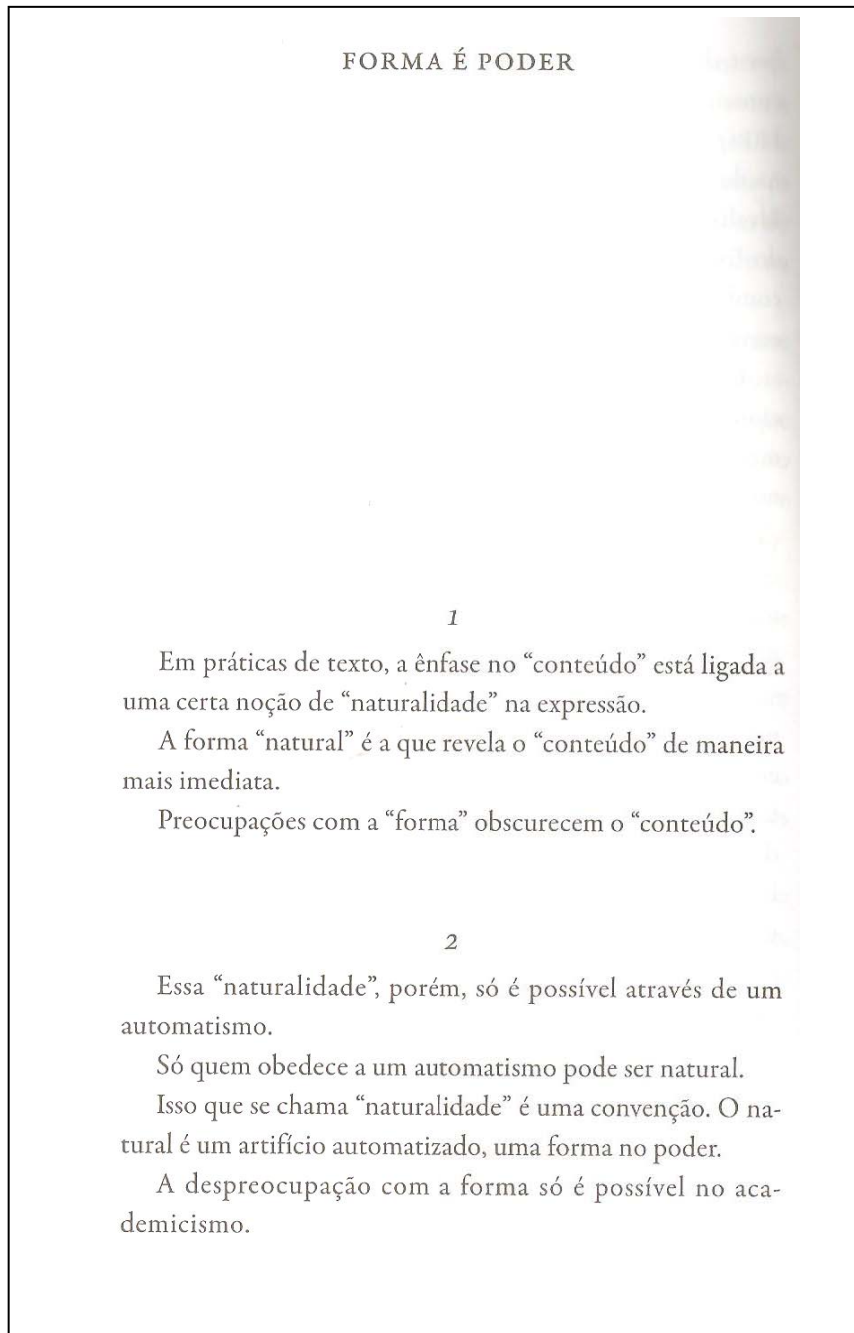 FORMA É PODER
1
Em práticas de texto, a ênfase no “conteúdo” está ligada a
uma certa noção de “naturalidade” na expressão.
A forma “natural” é a que revela o “conteúdo” de maneira
mais imediata.
Preocupações com a “forma” obscurecem o “conteúdo”.
2
Essa “naturalidade”, porém, só é possível através de um
automatismo.
Só quem obedece a um automatismo pode ser natural.
Isso que se chama “naturalidade” é uma convenção. O na-
tural é um artifício automatizado, uma forma no poder.
A despreocupação com a forma só é possível no aca-
demicismo.